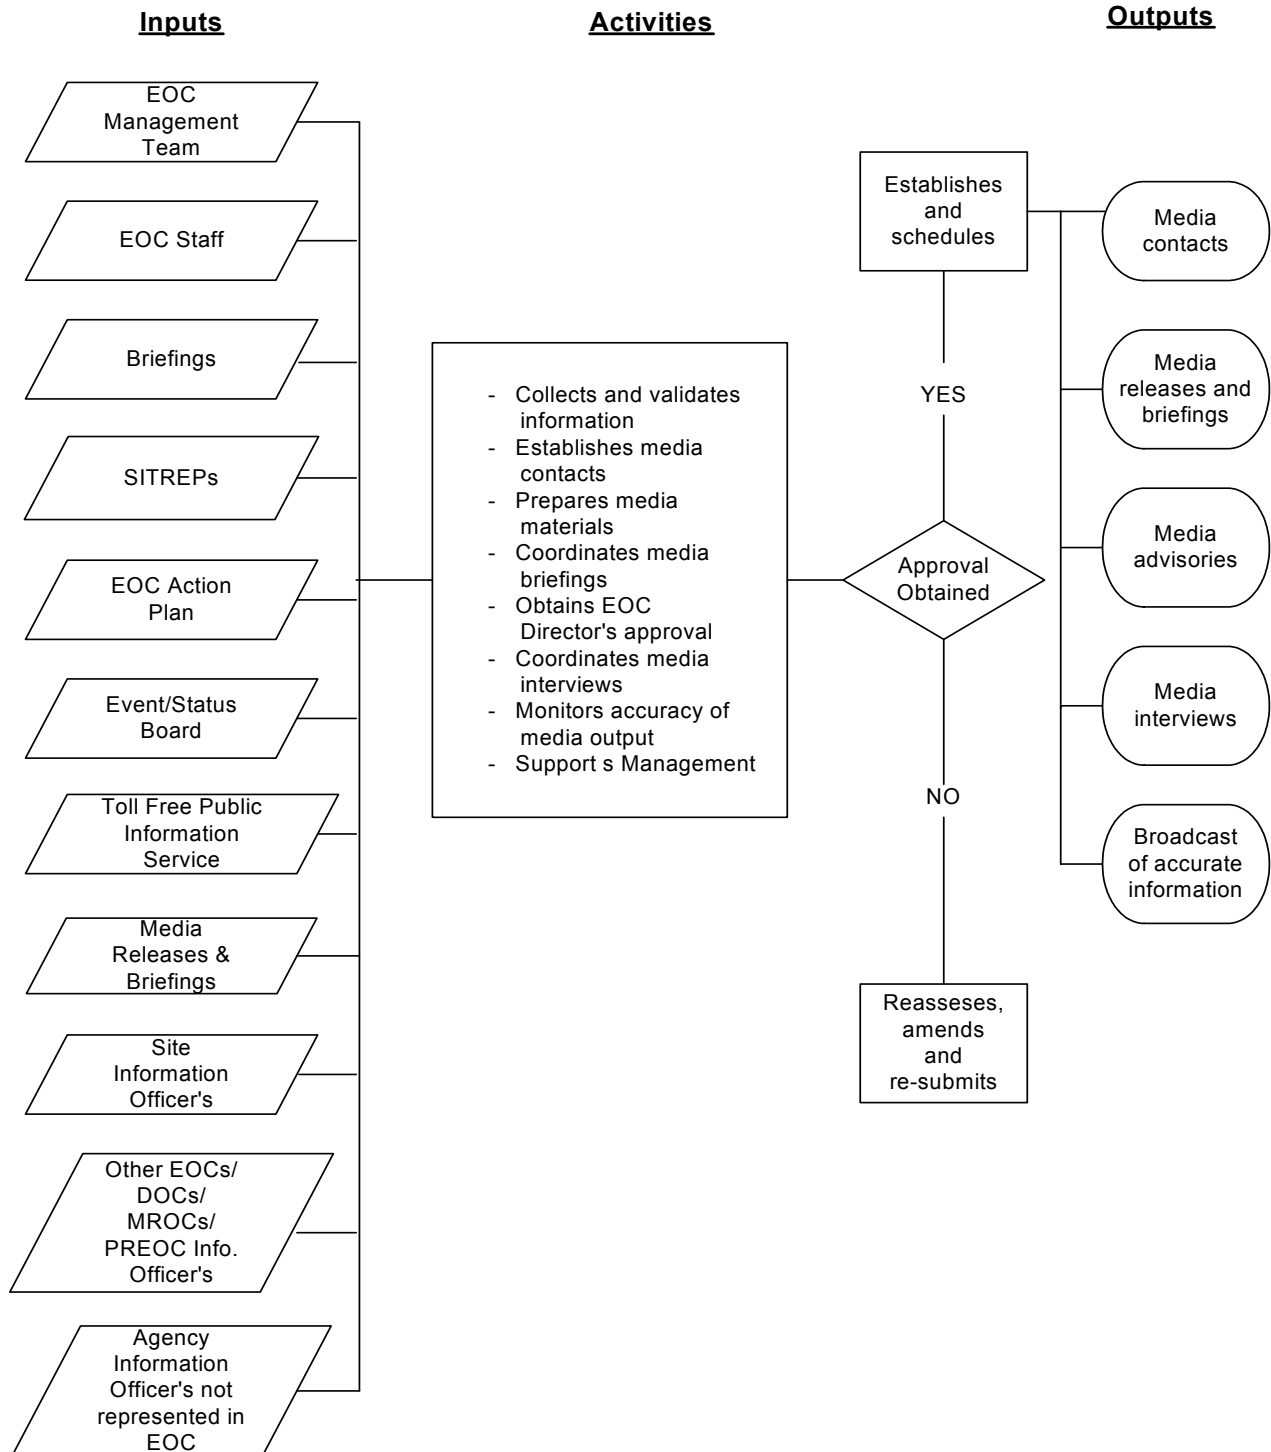 Inputs
Activities
Outputs
EOC
Management
Team
EOC Staff
Briefings
SITREPs
EOC Action
Plan
Event/Status
Board
Toll Free Public
Information
Service
Media
Releases &
Briefings
Site
Information
Officer's
Other EOCs/
DOCs/
MROCs/
PREOC Info.
Officer's
Agency
Information
Officer's not
represented in
EOC
- Collects and validates
information
- Establishes media
contacts
- Prepares media
materials
- Coordinates media
briefings
- Obtains EOC
Director's approval
- Coordinates media
interviews
- Monitors accuracy of
media output
- Support s Management
Establishes
and
schedules
YES
Approval
Obtained
NO
Reasseses,
amends
and
re-submits
Media
contacts
Media
releases and
briefings
Media
advisories
Media
interviews
Broadcast
of accurate
information